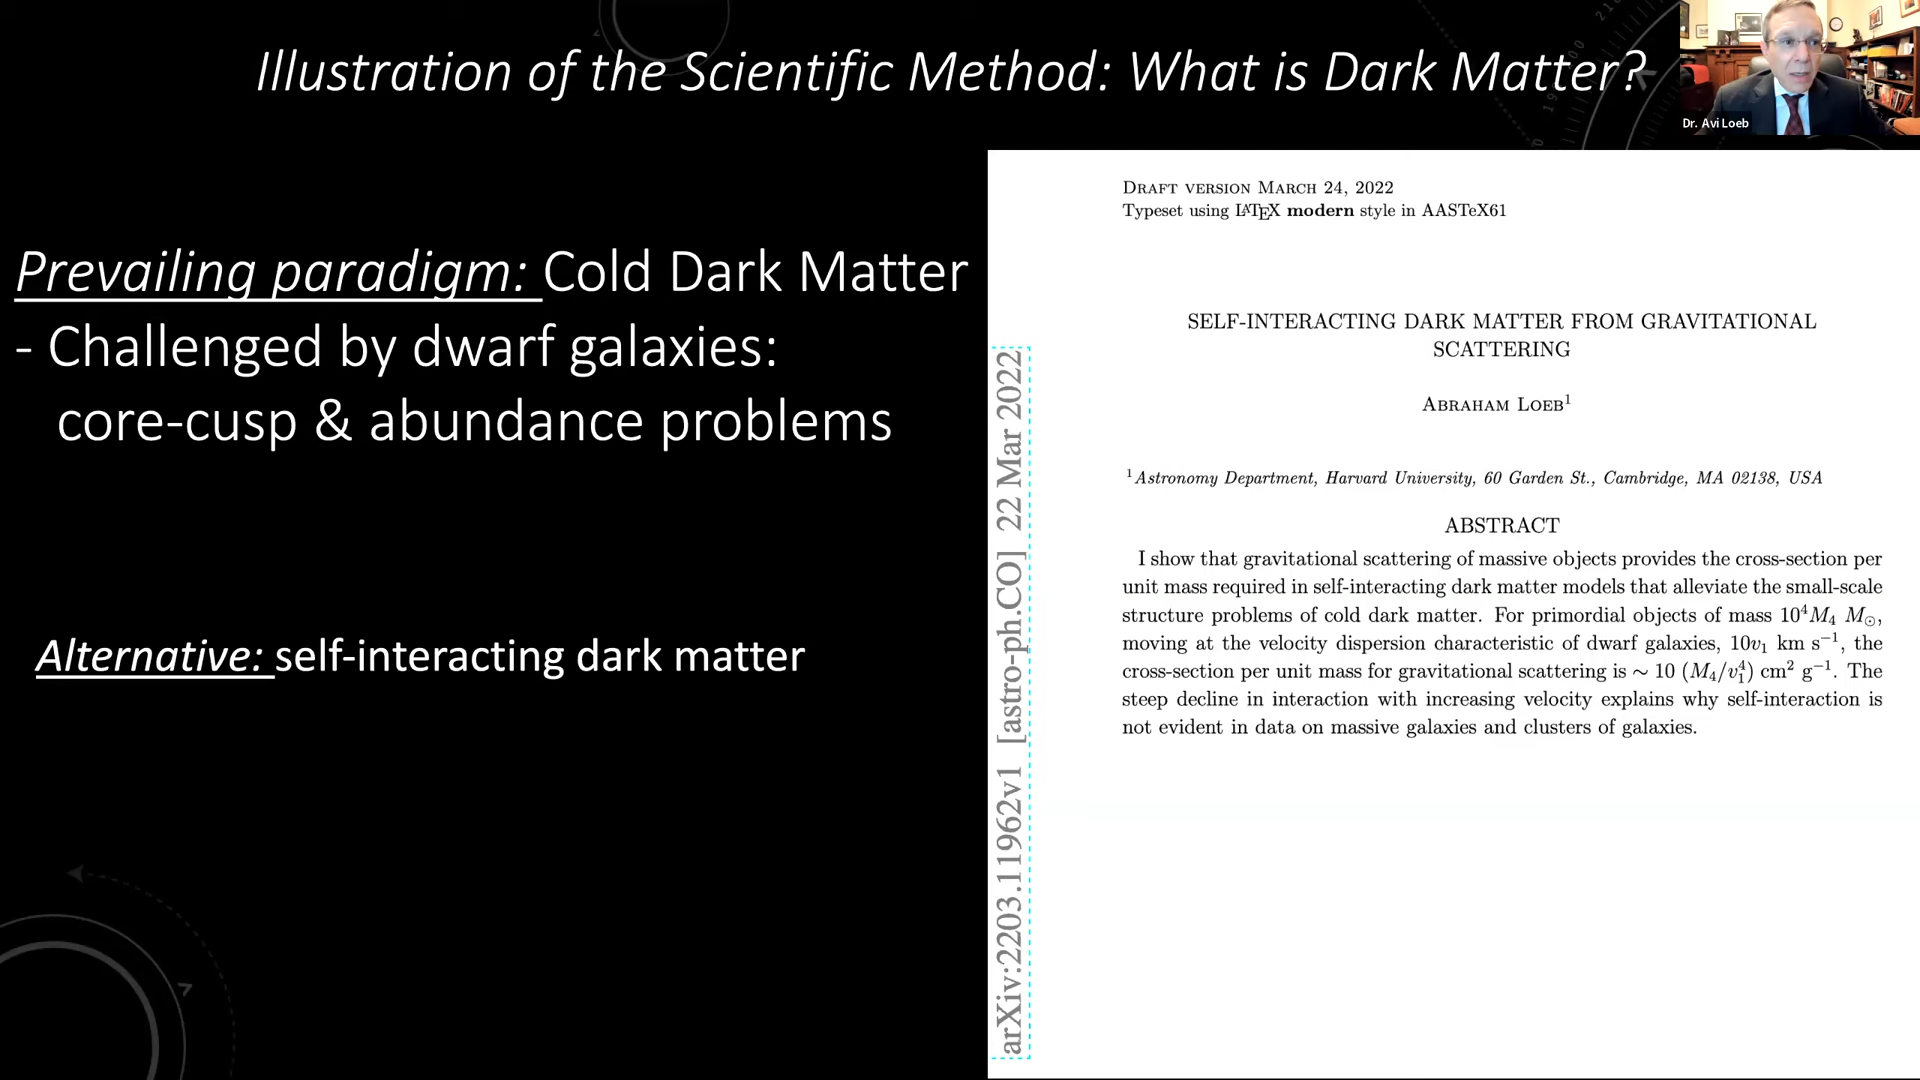 Illustration of the Scientific Method: What is Dark Matter?
Dr. Avi Loeb
Prevailing paradigm: Cold Dark Matter
- Challenged by dwarf galaxies:
core-cusp & abundance problems
Alternative: self-interacting dark matter
arXiv:2203.11962v1 [astro-ph.CO] 22 Mar 2022
DRAFT VERSION MARCH 24, 2022
Typeset using LATEX modern style in AASTeX61
SELF-INTERACTING DARK MATTER FROM GRAVITATIONAL
SCATTERING
ABRAHAM LOEB¹
¹Astronomy Department, Harvard University, 60 Garden St., Cambridge, MA 02138, USA
ABSTRACT
I show that gravitational scattering of massive objects provides the cross-section per
unit mass required in self-interacting dark matter models that alleviate the small-scale
structure problems of cold dark matter. For primordial objects of mass 10⁴M₄ M☉,
moving at the velocity dispersion characteristic of dwarf galaxies, 10v₁ km s⁻¹, the
cross-section per unit mass for gravitational scattering is ∼ 10 (M₄/v₁⁴) cm² g⁻¹. The
steep decline in interaction with increasing velocity explains why self-interaction is
not evident in data on massive galaxies and clusters of galaxies.